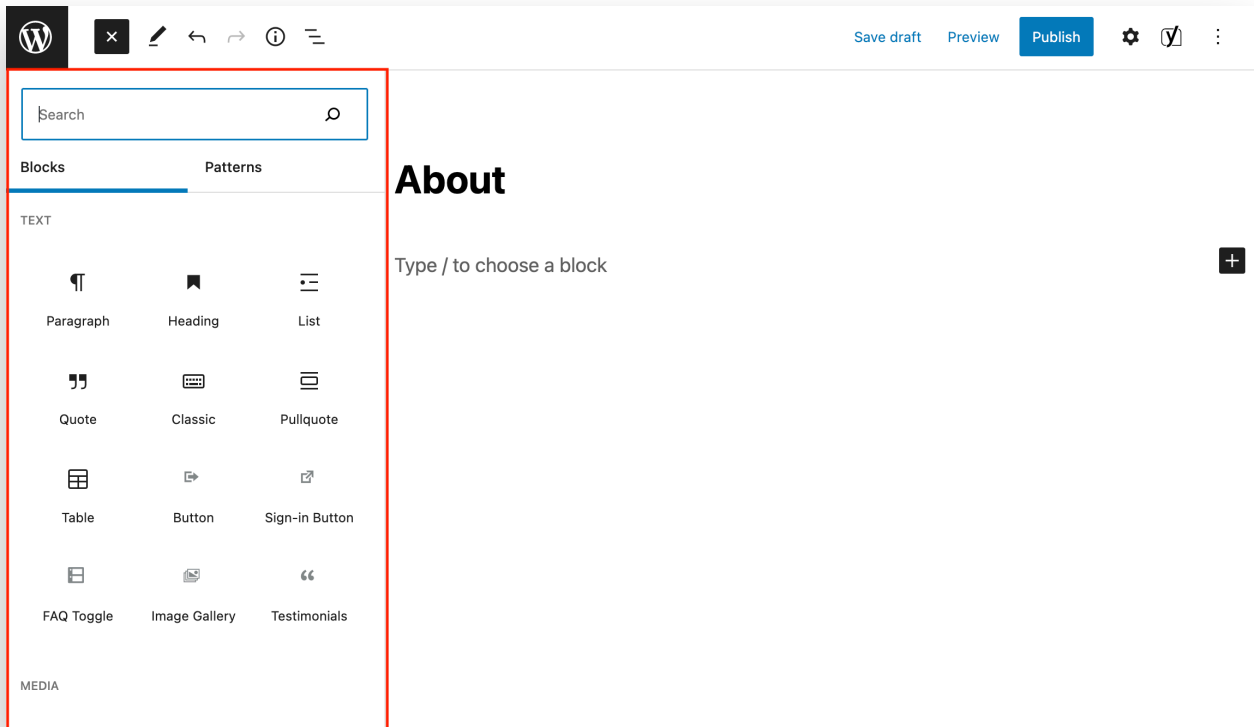 Save draft Preview Publish
Search
Blocks Patterns
About
TEXT
Type / to choose a block
Paragraph Heading List
Quote Classic Pullquote
Table Button Sign-in Button
FAQ Toggle Image Gallery Testimonials
MEDIA